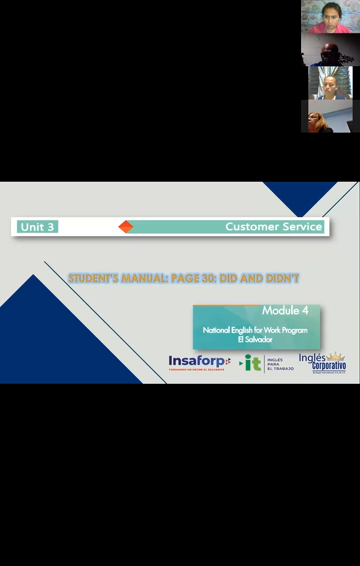 Unit 3
Customer Service
STUDENT'S MANUAL: PAGE 30: DID AND DIDN'T
Module 4
National English for Work Program
El Salvador
Insaforp
it
INGLÉS
PARA
EL TRABAJO
Inglés
Corporativo